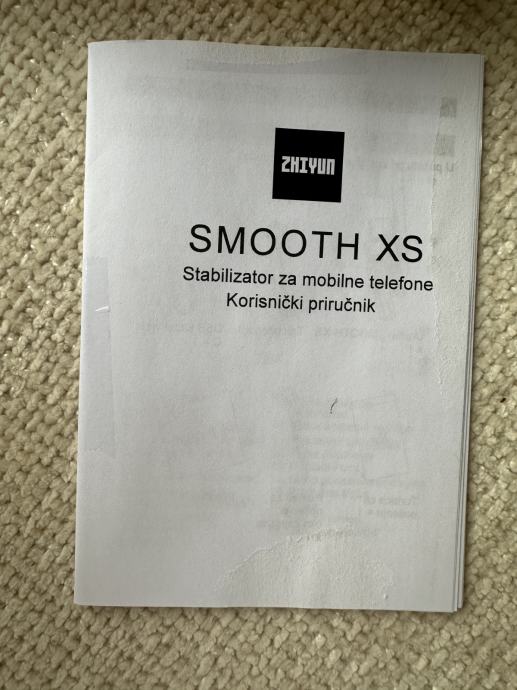 ZHIYUN
SMOOTH XS
Stabilizator za mobilne telefone
Korisnički priručnik